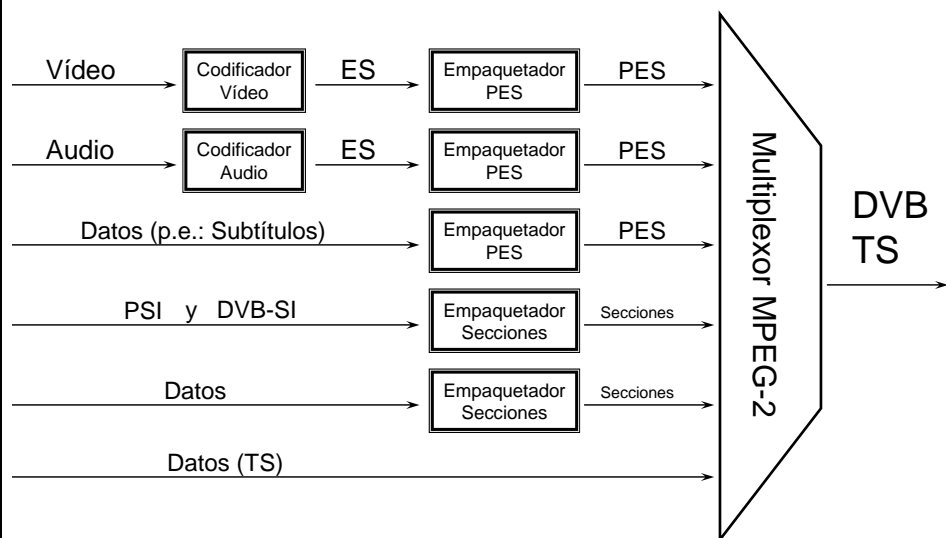 Vídeo
Codificador
Vídeo
ES
Empaquetador
PES
PES
Audio
Codificador
Audio
ES
Empaquetador
PES
PES
Datos (p.e.: Subtítulos)
Empaquetador
PES
PES
PSI y DVB-SI
Empaquetador
Secciones
Secciones
Datos
Empaquetador
Secciones
Secciones
Datos (TS)
Multiplexor MPEG-2
DVB
TS